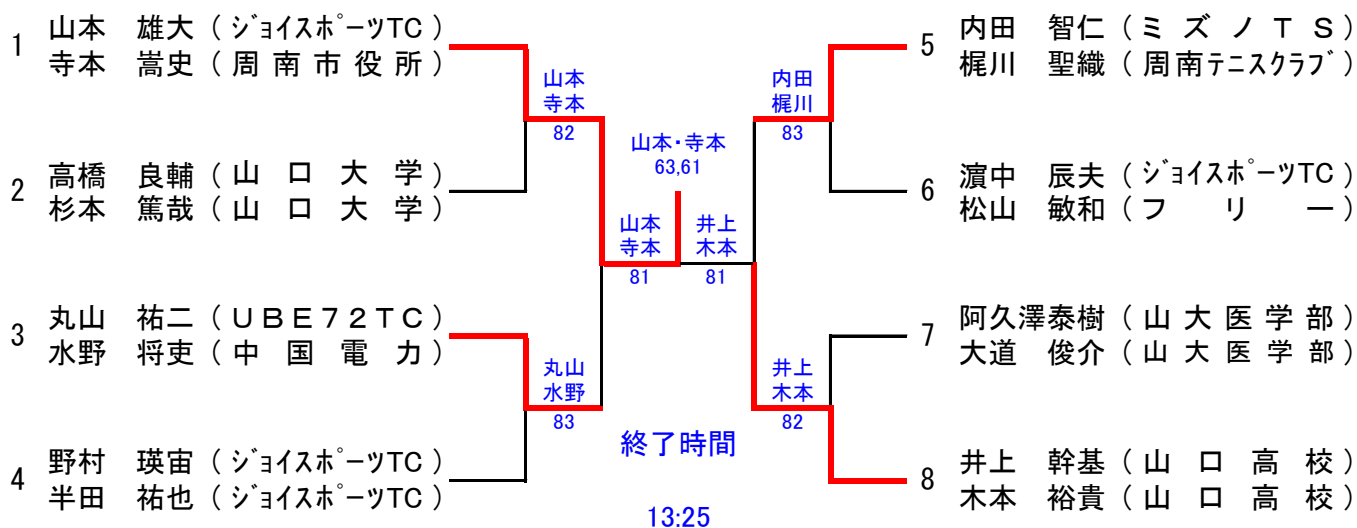 1 山本 雄大 ( ジョイスポーツTC )
寺本 嵩史 ( 周南市役所 )
2 高橋 良輔 ( 山口大学 )
杉本 篤哉 ( 山口大学 )
3 丸山 祐二 ( UBE72TC )
水野 将吏 ( 中国電力 )
4 野村 瑛宙 ( ジョイスポーツTC )
半田 祐也 ( ジョイスポーツTC )
山本
寺本
82
丸山
水野
83
山本
寺本
81
山本・寺本
63,61
井上
木本
81
内田
梶川
83
井上
木本
82
終了時間
13:25
5 内田 智仁 ( ミズノTS )
梶川 聖織 ( 周南テニスクラブ )
6 濵中 辰夫 ( ジョイスポーツTC )
松山 敏和 ( フリー )
7 阿久澤泰樹 ( 山大医学部 )
大道 俊介 ( 山大医学部 )
8 井上 幹基 ( 山口高校 )
木本 裕貴 ( 山口高校 )